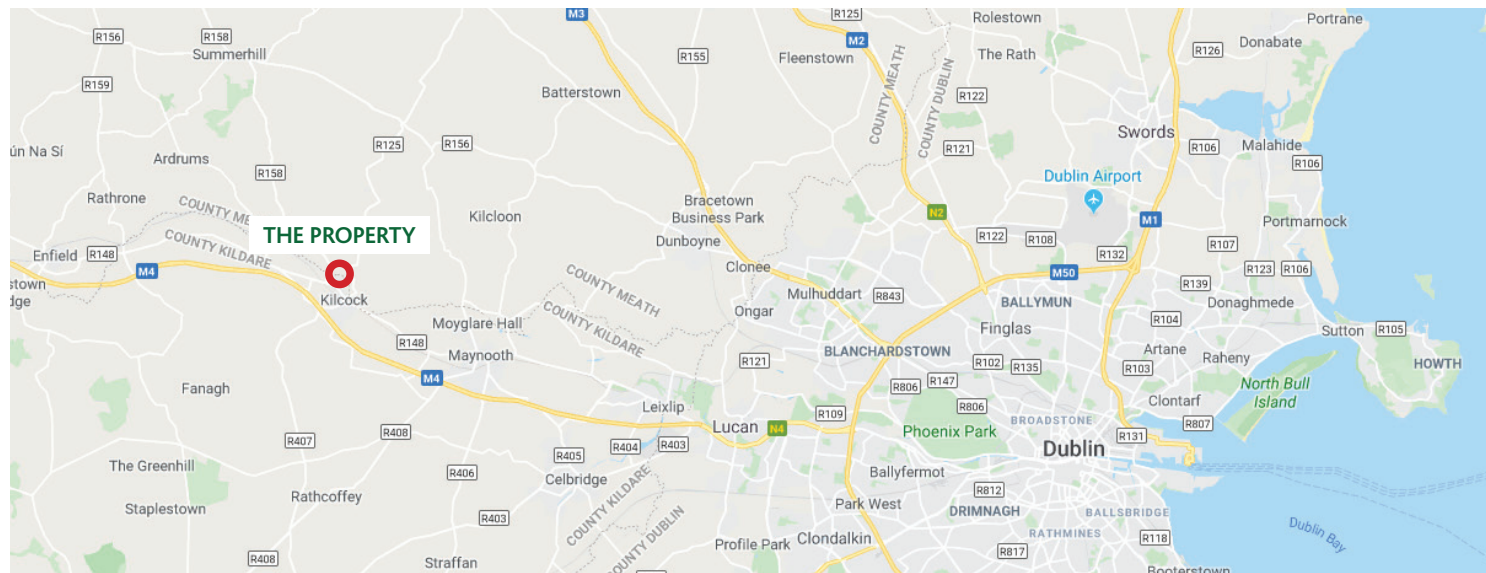 M3
R125
Rolestown
Portrane
R156
R158
Summerhill
M2
Donabate
R155
Fleenstown
The Rath
R126
R159
Batterstown
COUNTY MEATH
COUNTY DUBLIN
R122
Swords
ún Na Sí
Ardrums
R125
R156
R121
R106
Malahide
R158
R106
Dublin Airport
Rathrone
COUNTY ME
Kilcloon
Bracetown
Business Park
N2
M1
Portmarnock
THE PROPERTY
Enfield
R148
COUNTY KILDARE
Dunboyne
R122
R108
R107
R132
M4
Clonee
M50
R123
R106
stown
dge
Kilcock
COUNTY MEATH
Mulhuddart
R843
R139
BALLYMUN
Donaghmede
Ongar
Moyglare Hall
COUNTY KILDARE
R104
Sutton
R105
R148
Finglas
Maynooth
BLANCHARDSTOWN
Artane
Raheny
R121
R102
R135
R103
HOWTH
M4
R147
North Bull
Island
Fanagh
R806
Clontarf
Leixlip
R806
R109
BROADSTONE
R807
Lucan
N4
Phoenix Park
R131
R407
R408
R404
R403
Dublin
R405
The Greenhill
R406
Ballyfermot
Celbridge
Rathcoffey
R812
COUNTY KILDARE
COUNTY DUBLIN
Park West
Staplestown
R403
DRIMNAGH
BALLSBRIDGE
Dublin Bay
RATHMINES
R118
Profile Park
Clondalkin
R817
R408
Straffan
Booterstown